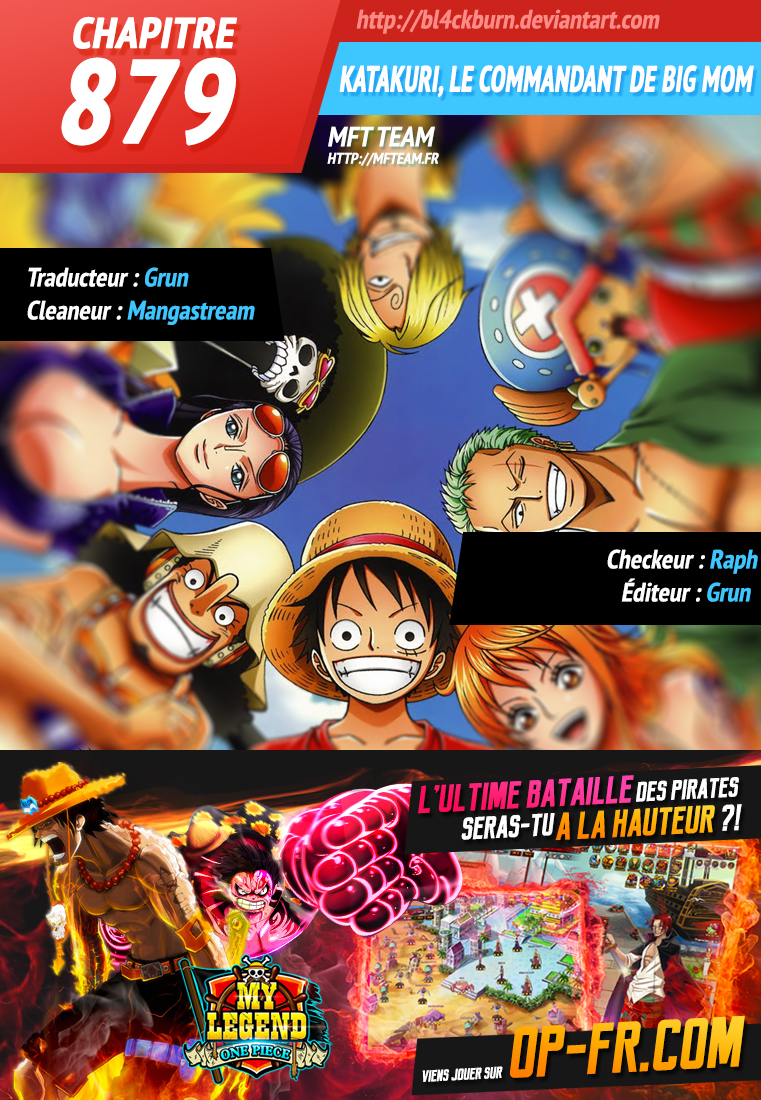 CHAPITRE
879
http://bl4ckburn.deviantart.com
KATAKURI, LE COMMANDANT DE BIG MOM
MFT TEAM
HTTP://MFTEAM.FR
Traducteur : Grun
Cleaneur : Mangastream
Checkeur : Raph
Éditeur : Grun
L'ULTIME BATAILLE DES PIRATES
SERAS-TU A LA HAUTEUR ?!
MY
LEGEND
ONE PIECE
VIENS JOUER SUR OP-FR.COM